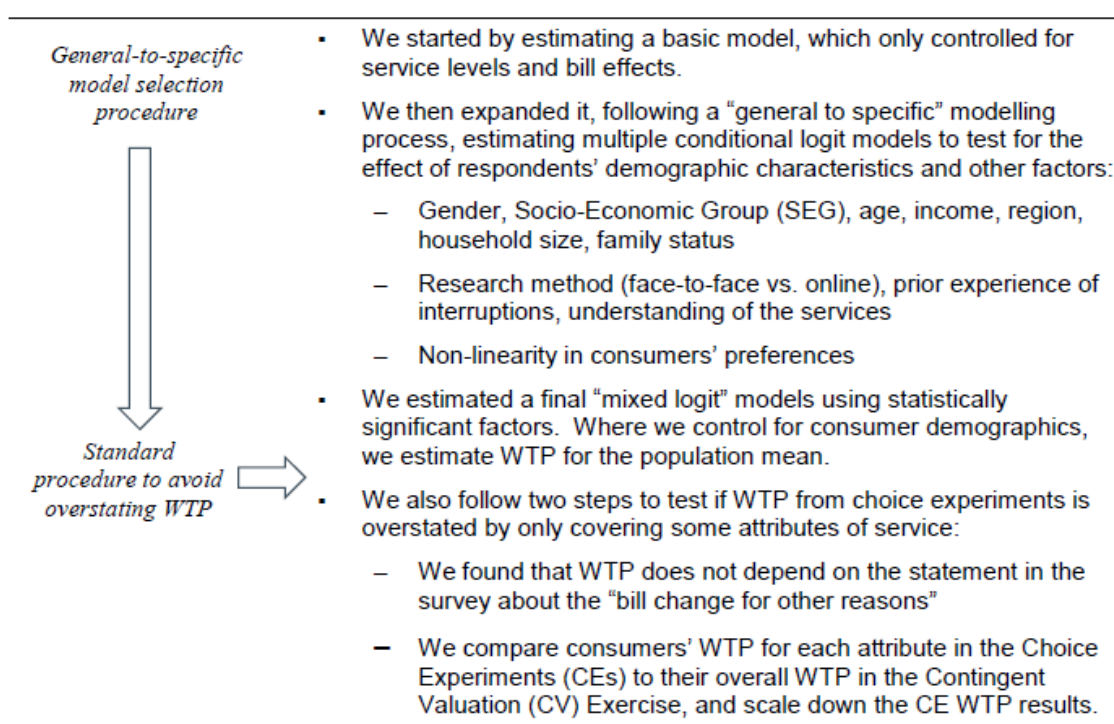 General-to-specific
model selection
procedure
▪ We started by estimating a basic model, which only controlled for
service levels and bill effects.
▪ We then expanded it, following a “general to specific” modelling
process, estimating multiple conditional logit models to test for the
effect of respondents’ demographic characteristics and other factors:
– Gender, Socio-Economic Group (SEG), age, income, region,
household size, family status
– Research method (face-to-face vs. online), prior experience of
interruptions, understanding of the services
– Non-linearity in consumers’ preferences
▪ We estimated a final “mixed logit” models using statistically
significant factors.  Where we control for consumer demographics,
we estimate WTP for the population mean.
Standard
procedure to avoid
overstating WTP
▪ We also follow two steps to test if WTP from choice experiments is
overstated by only covering some attributes of service:
– We found that WTP does not depend on the statement in the
survey about the “bill change for other reasons”
– We compare consumers’ WTP for each attribute in the Choice
Experiments (CEs) to their overall WTP in the Contingent
Valuation (CV) Exercise, and scale down the CE WTP results.